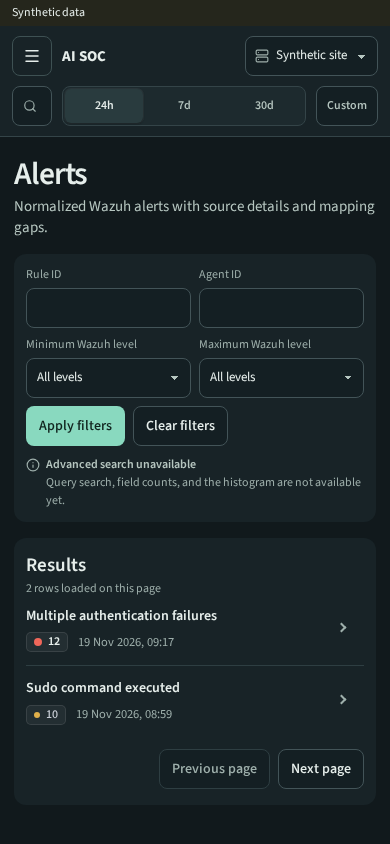 Synthetic data
AI SOC
Synthetic site
24h
7d
30d
Custom
Alerts
Normalized Wazuh alerts with source details and mapping
gaps.
Rule ID
Agent ID
Minimum Wazuh level
Maximum Wazuh level
All levels
All levels
Apply filters
Clear filters
Advanced search unavailable
Query search, field counts, and the histogram are not available
yet.
Results
2 rows loaded on this page
Multiple authentication failures
12
19 Nov 2026, 09:17
Sudo command executed
10
19 Nov 2026, 08:59
Previous page
Next page